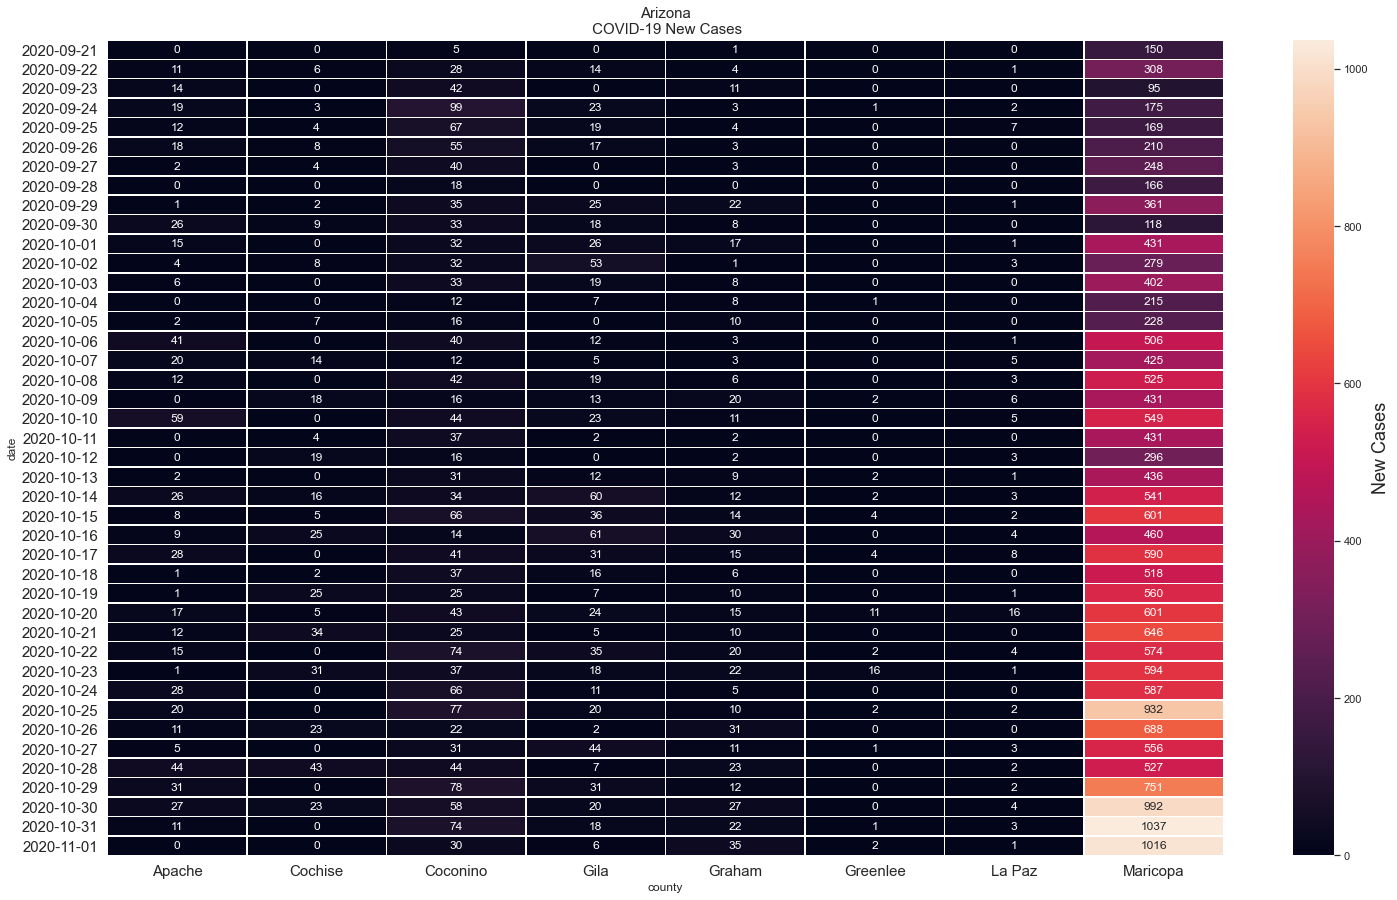 Arizona
COVID-19 New Cases
2020-09-21 0 0 5 0 1 0 0 150
2020-09-22 11 6 28 14 4 0 1 308
2020-09-23 14 0 42 0 11 0 0 95
2020-09-24 19 3 99 23 3 1 2 175
2020-09-25 12 4 67 19 4 0 7 169
2020-09-26 18 8 55 17 3 0 0 210
2020-09-27 2 4 40 0 3 0 0 248
2020-09-28 0 0 18 0 0 0 0 166
2020-09-29 1 2 35 25 22 0 1 361
2020-09-30 26 9 33 18 8 0 0 118
2020-10-01 15 0 32 26 17 0 1 431
2020-10-02 4 8 32 53 1 0 3 279
2020-10-03 6 0 33 19 8 0 0 402
2020-10-04 0 0 12 7 8 1 0 215
2020-10-05 2 7 16 0 10 0 0 228
2020-10-06 41 0 40 12 3 0 1 506
2020-10-07 20 14 12 5 3 0 5 425
2020-10-08 12 0 42 19 6 0 3 525
2020-10-09 0 18 16 13 20 2 6 431
2020-10-10 59 0 44 23 11 0 5 549
2020-10-11 0 4 37 2 2 0 0 431
2020-10-12 0 19 16 0 2 0 3 296
2020-10-13 2 0 31 12 9 2 1 436
2020-10-14 26 16 34 60 12 2 3 541
2020-10-15 8 5 66 36 14 4 2 601
2020-10-16 9 25 14 61 30 0 4 460
2020-10-17 28 0 41 31 15 4 8 590
2020-10-18 1 2 37 16 6 0 0 518
2020-10-19 1 25 25 7 10 0 1 560
2020-10-20 17 5 43 24 15 11 16 601
2020-10-21 12 34 25 5 10 0 0 646
2020-10-22 15 0 74 35 20 2 4 574
2020-10-23 1 31 37 18 22 16 1 594
2020-10-24 28 0 66 11 5 0 0 587
2020-10-25 20 0 77 20 10 2 2 932
2020-10-26 11 23 22 2 31 0 0 688
2020-10-27 5 0 31 44 11 1 3 556
2020-10-28 44 43 44 7 23 0 2 527
2020-10-29 31 0 78 31 12 0 2 751
2020-10-30 27 23 58 20 27 0 4 992
2020-10-31 11 0 74 18 22 1 3 1037
2020-11-01 0 0 30 6 35 2 1 1016
Apache Cochise Coconino Gila Graham Greenlee La Paz Maricopa
county
date
1000
800
600
400
200
0
New Cases